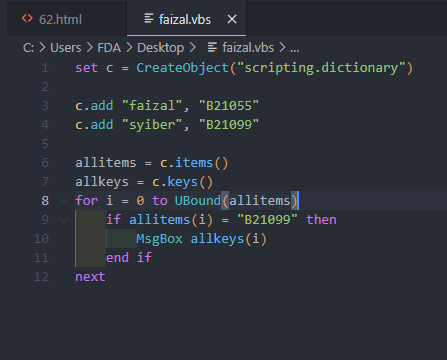 <> 62.html faizal.vbs ×
C: > Users > FDA > Desktop > faizal.vbs > ...
1 set c = CreateObject("scripting.dictionary")
2
3 c.add "faizal", "B21055"
4 c.add "syiber", "B21099"
5
6 allitems = c.items()
7 allkeys = c.keys()
8 for i = 0 to UBound(allitems)
9 if allitems(i) = "B21099" then
10 MsgBox allkeys(i)
11 end if
12 next